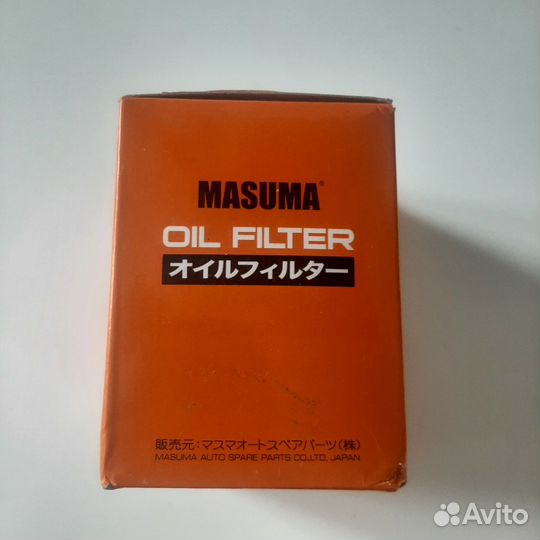 MASUMA®
OIL FILTER
オイルフィルター
販売元:マスマオートスペアパーツ(株)
MASUMA AUTO SPARE PARTS CO.,LTD, JAPAN.
Avito